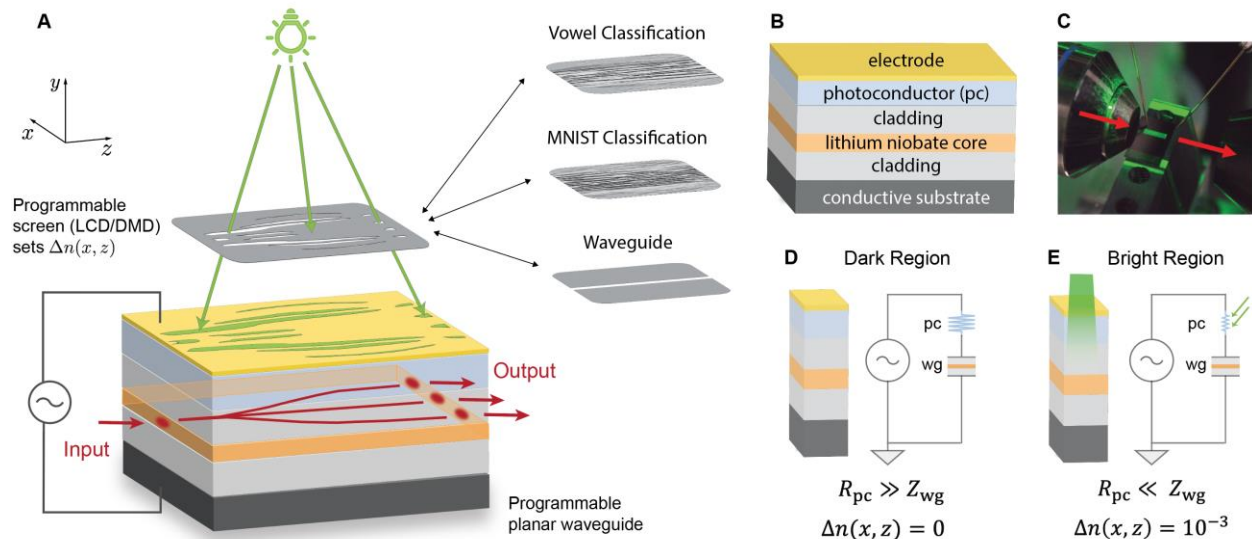 A
y
x
z
Programmable
screen (LCD/DMD)
sets Δn(x, z)
Vowel Classification
MNIST Classification
Waveguide
Input
Output
Programmable
planar waveguide
B
electrode
photoconductor (pc)
cladding
lithium niobate core
cladding
conductive substrate
C
D Dark Region
pc
wg
R_pc ≫ Z_wg
Δn(x, z) = 0
E Bright Region
pc
wg
R_pc ≪ Z_wg
Δn(x, z) = 10⁻³